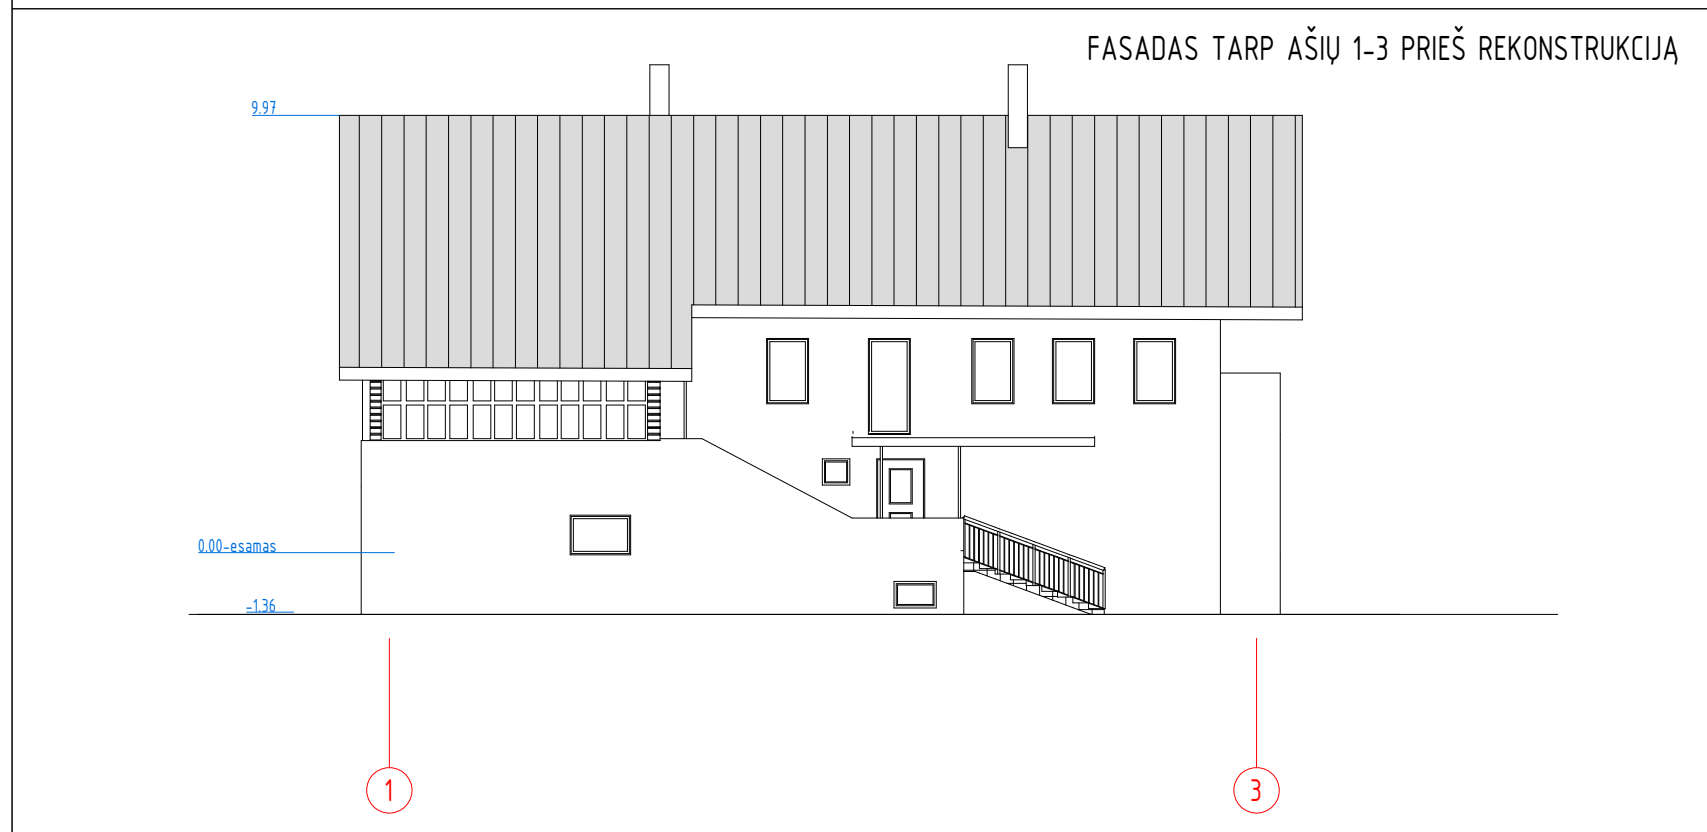 FASADAS TARP AŠIŲ 1-3 PRIEŠ REKONSTRUKCIJĄ
9.97
0.00-esamas
-1.36
1
3